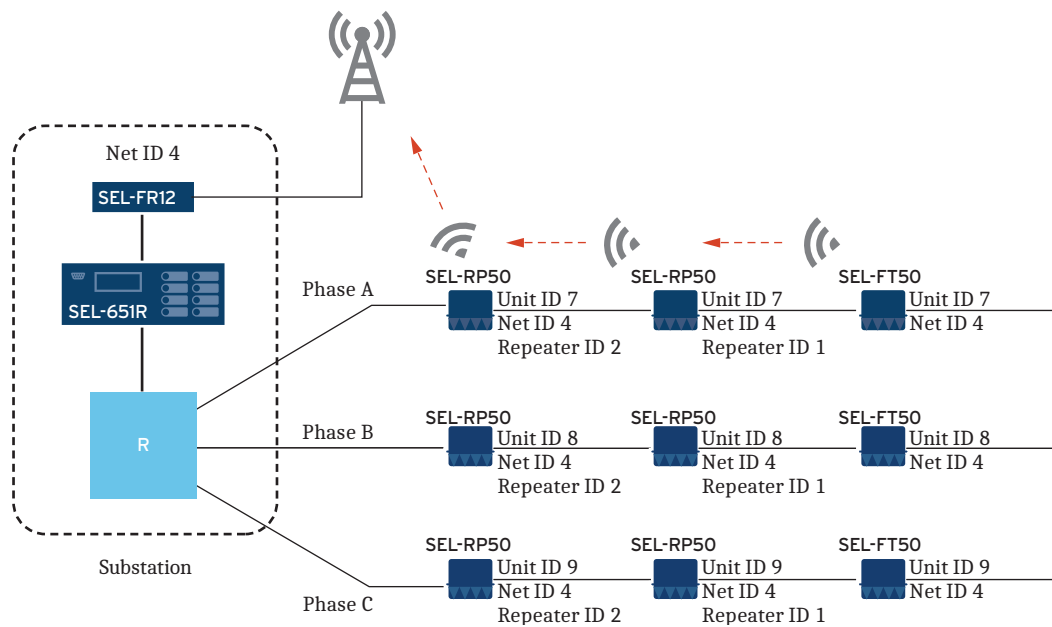 Net ID 4
SEL-FR12
SEL-651R
R
Substation
Phase A
SEL-RP50
Unit ID 7
Net ID 4
Repeater ID 2
SEL-RP50
Unit ID 7
Net ID 4
Repeater ID 1
SEL-FT50
Unit ID 7
Net ID 4
Phase B
SEL-RP50
Unit ID 8
Net ID 4
Repeater ID 2
SEL-RP50
Unit ID 8
Net ID 4
Repeater ID 1
SEL-FT50
Unit ID 8
Net ID 4
Phase C
SEL-RP50
Unit ID 9
Net ID 4
Repeater ID 2
SEL-RP50
Unit ID 9
Net ID 4
Repeater ID 1
SEL-FT50
Unit ID 9
Net ID 4